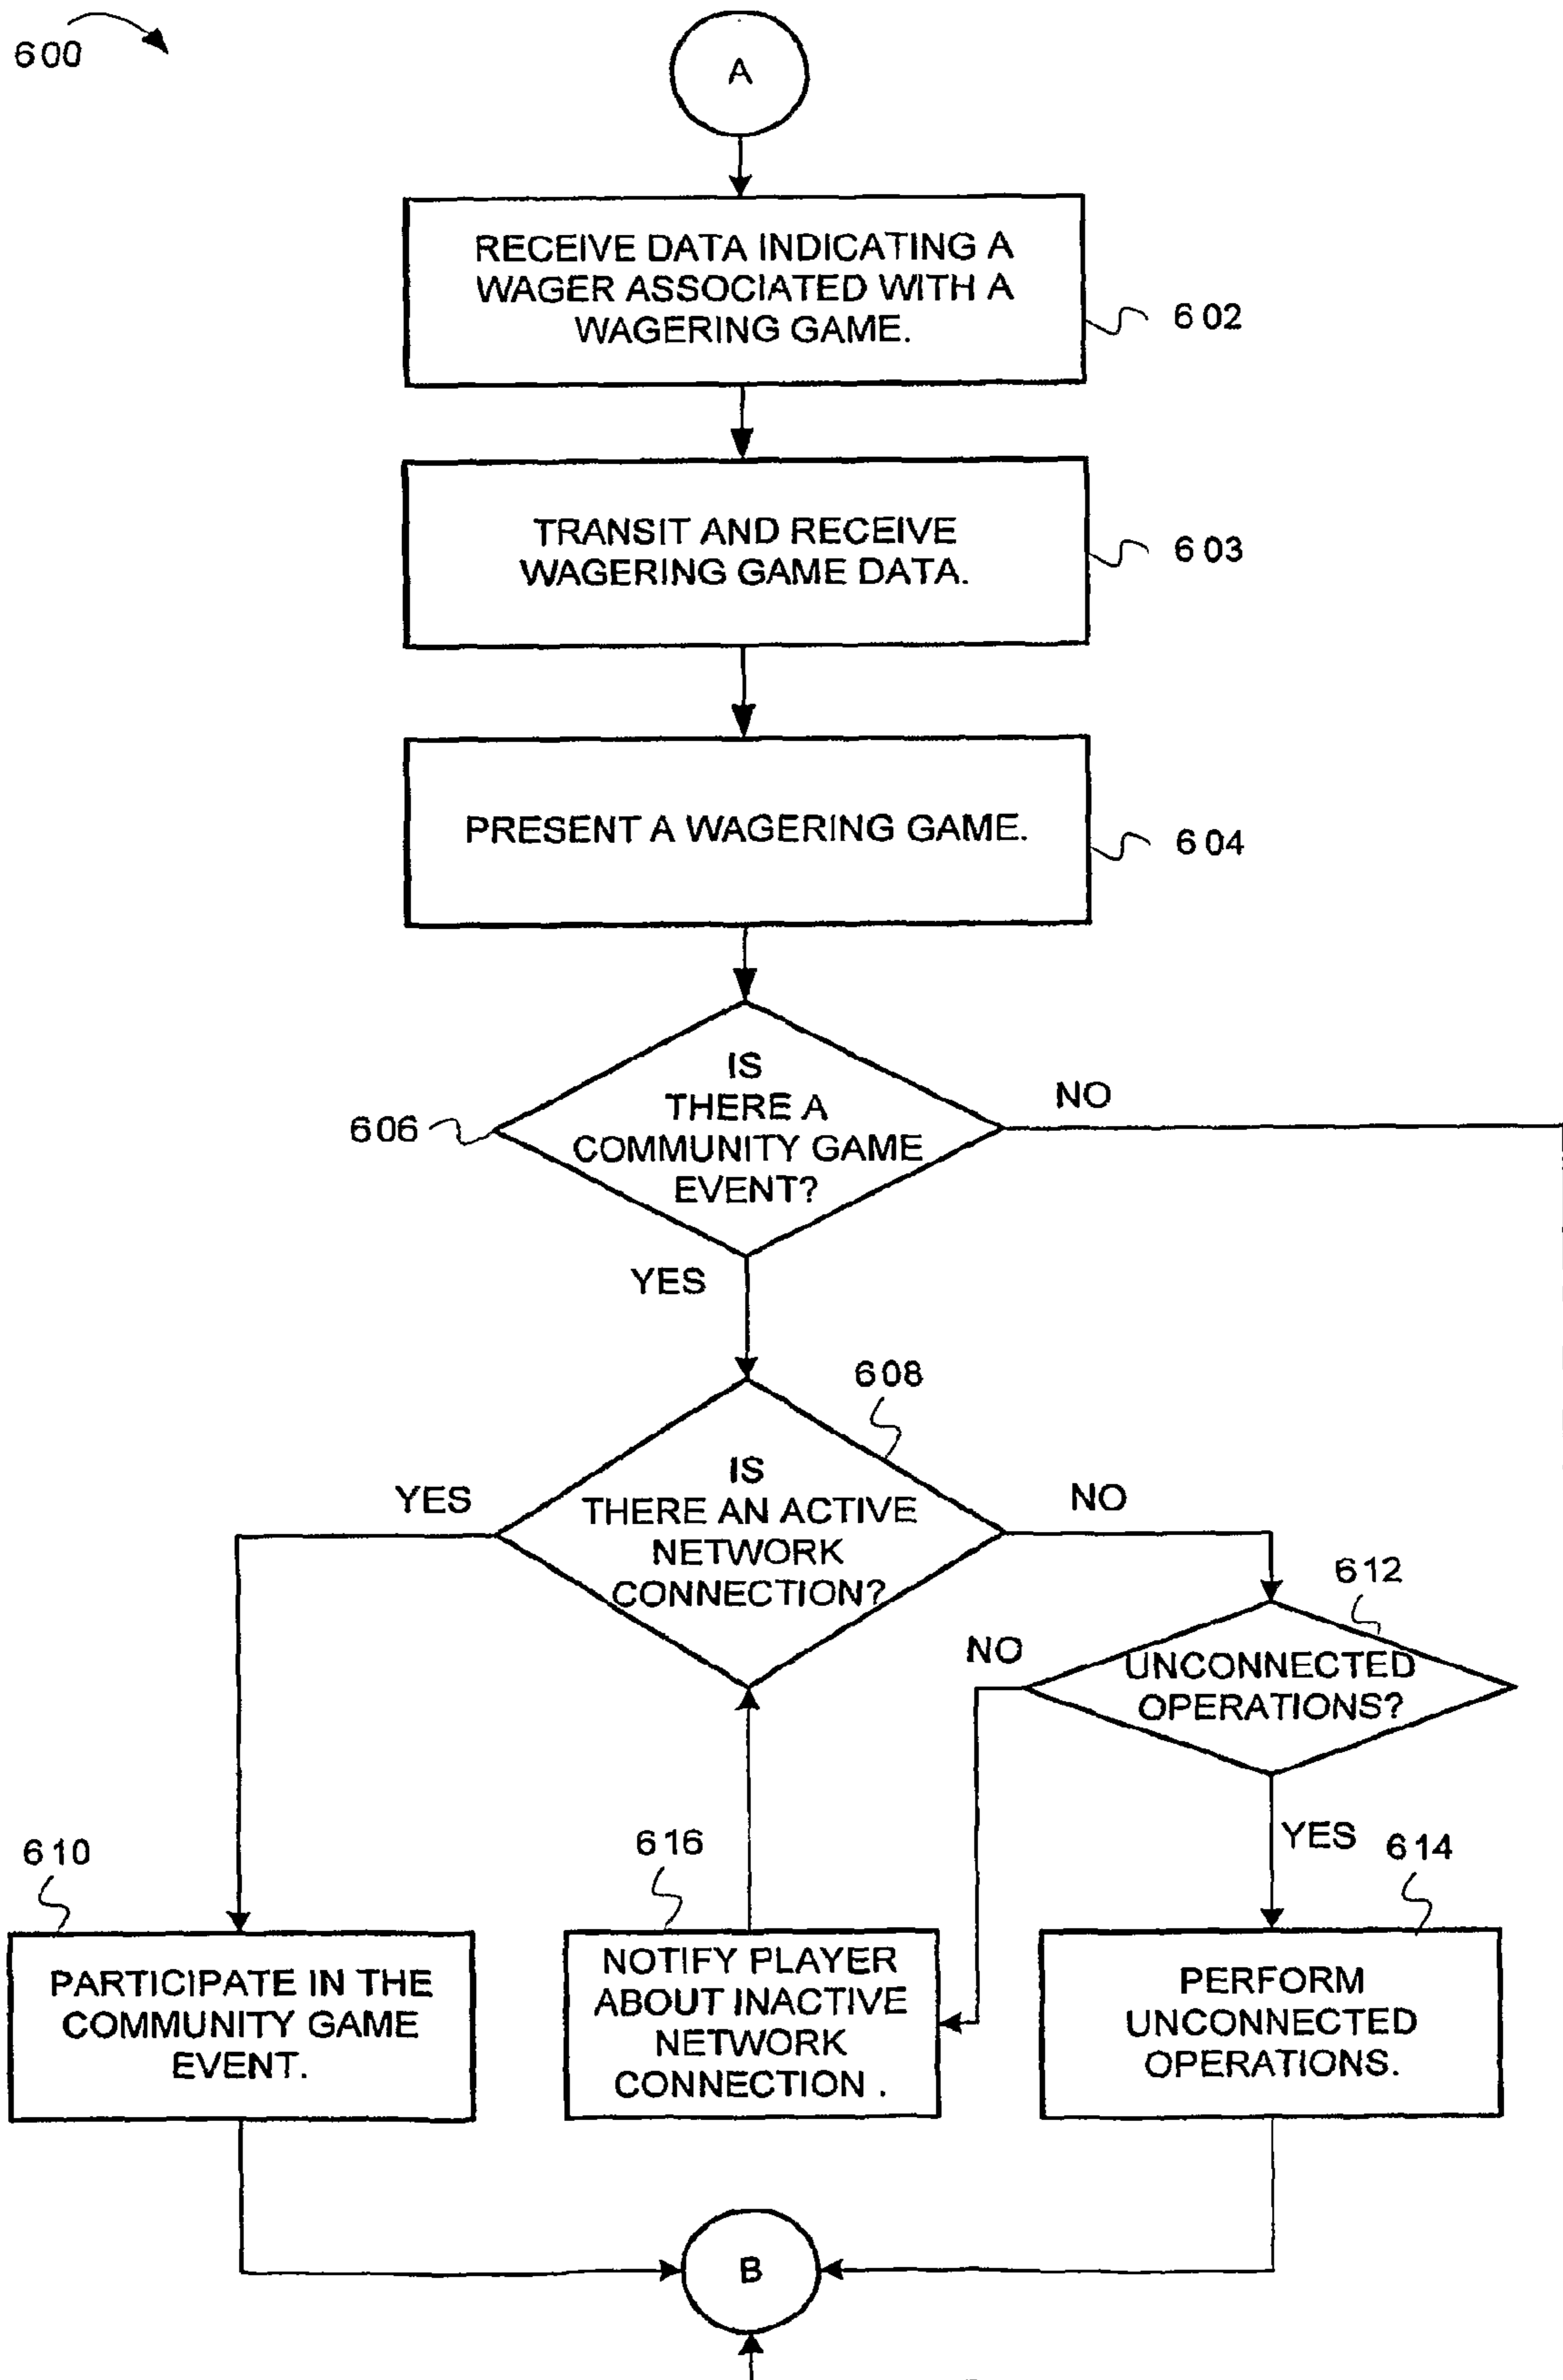 600
A
RECEIVE DATA INDICATING A
WAGER ASSOCIATED WITH A
WAGERING GAME.
602
TRANSIT AND RECEIVE
WAGERING GAME DATA.
603
PRESENT A WAGERING GAME.
604
IS
THERE A
COMMUNITY GAME
EVENT?
606
NO
YES
608
IS
THERE AN ACTIVE
NETWORK
CONNECTION?
YES
NO
612
UNCONNECTED
OPERATIONS?
NO
YES
610
PARTICIPATE IN THE
COMMUNITY GAME
EVENT.
616
NOTIFY PLAYER
ABOUT INACTIVE
NETWORK
CONNECTION .
614
PERFORM
UNCONNECTED
OPERATIONS.
B